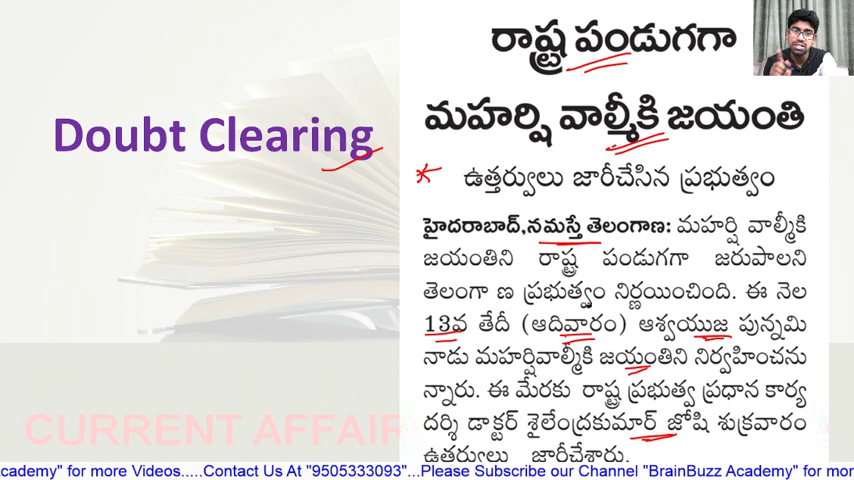 రాష్ట్ర పండుగగా
మహర్షి వాల్మీకి జయంతి
Doubt Clearing
ఉత్తర్వులు జారీచేసిన ప్రభుత్వం
హైదరాబాద్,నమస్తే తెలంగాణ: మహర్షి వాల్మీకి
జయంతిని రాష్ట్ర పండుగగా జరుపాలని
తెలంగా ణ ప్రభుత్వం నిర్ణయించింది. ఈ నెల
13వ తేదీ (ఆదివారం) ఆశ్వయుజ పున్నమి
నాడు మహర్షివాల్మీకి జయంతిని నిర్వహించను
న్నారు. ఈ మేరకు రాష్ట్ర ప్రభుత్వ ప్రధాన కార్య
దర్శి డాక్టర్ శైలేంద్రకుమార్ జోషి శుక్రవారం
ఉత్తర్వులు జారీచేశారు.
CURRENT AFFAIR
cademy" for more Videos.....Contact Us At "9505333093"...Please Subscribe our Channel "BrainBuzz Academy" for mor